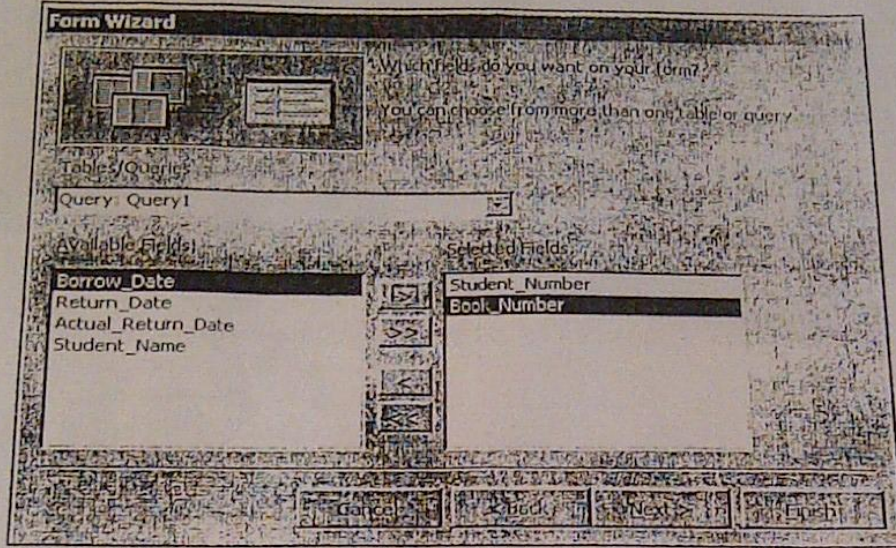 Form Wizard
Which fields do you want on your form?
You can choose from more than one table or query
Tables/Queries
Query: Query1
Available Fields:
Selected Fields:
Borrow_Date
Return_Date
Actual_Return_Date
Student_Name
>
>>
<
<<
Student_Number
Book_Number
Cancel
< Back
Next >
Finish